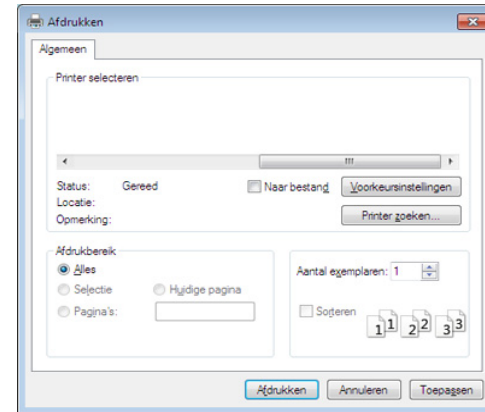 Afdrukken
Algemeen
Printer selecteren
Status: Gereed
Naar bestand
Voorkeursinstellingen
Locatie:
Opmerking:
Printer zoeken...
Afdrukbereik
Alles
Selectie
Huidige pagina
Pagina's:
Aantal exemplaren: 1
Sorteren
1 1 2 2 3 3
Afdrukken
Annuleren
Toepassen